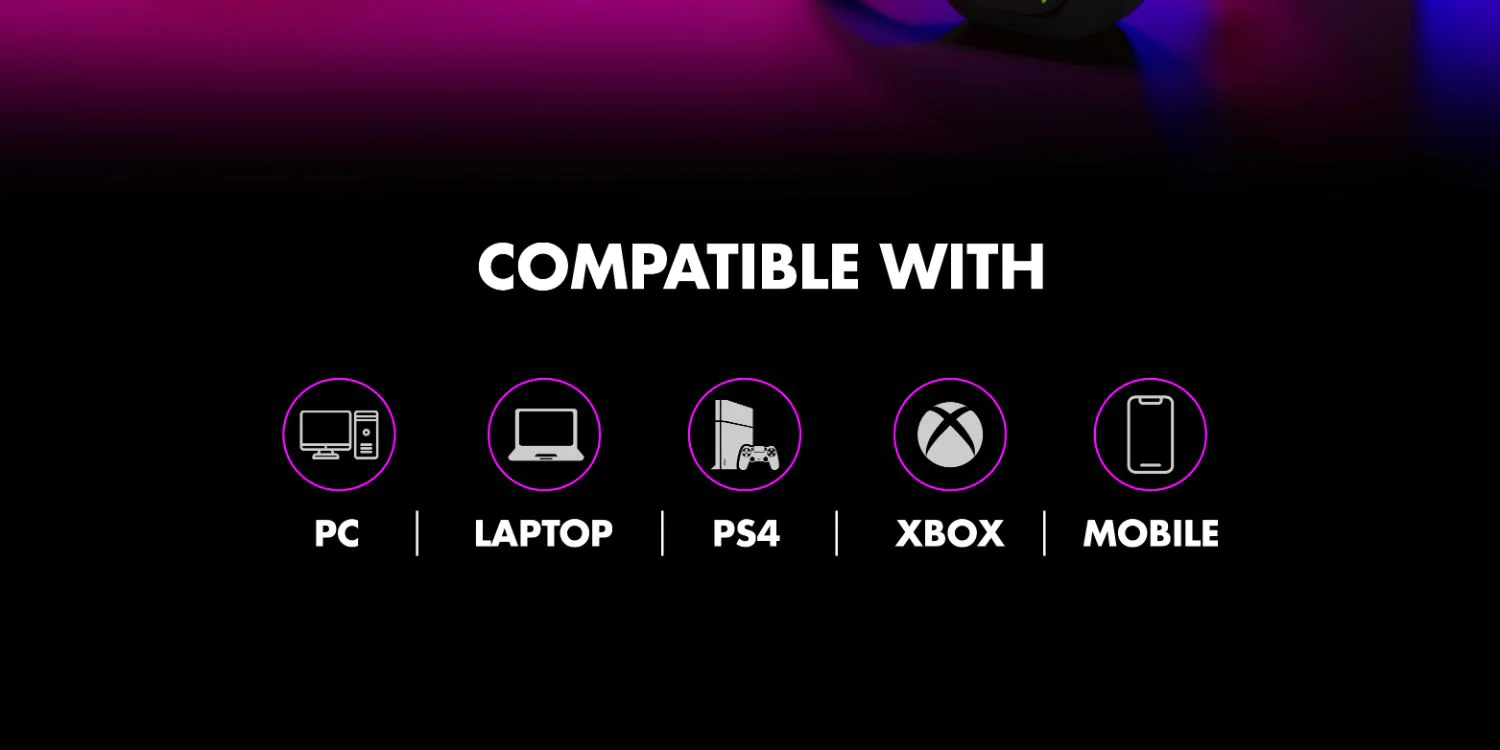 COMPATIBLE WITH
PC | LAPTOP | PS4 | XBOX | MOBILE